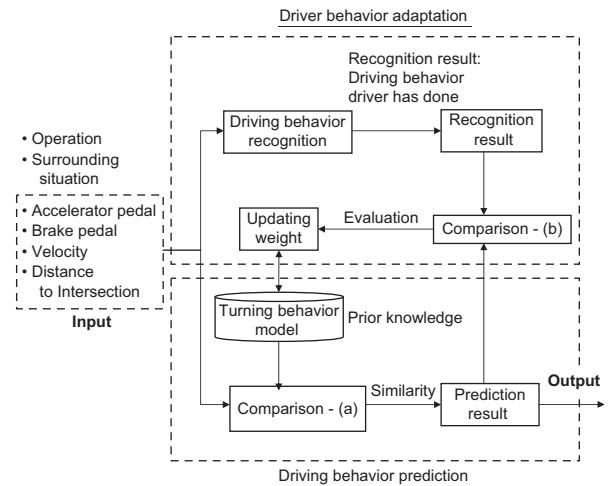 Driver behavior adaptation
Recognition result:
Driving behavior
driver has done
Driving behavior
recognition
Recognition
result
• Operation
• Surrounding
situation
• Accelerator pedal
• Brake pedal
• Velocity
• Distance
to Intersection
Input
Updating
weight
Evaluation
Comparison - (b)
Turning behavior
model
Prior knowledge
Comparison - (a)
Similarity
Prediction
result
Output
Driving behavior prediction